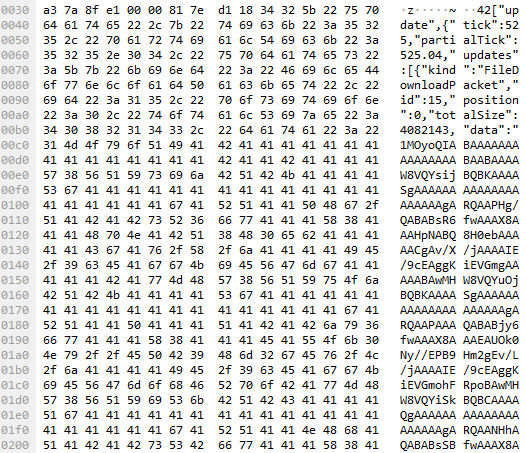 0030 a3 7a 8f e1 00 00 81 7e d1 18 34 32 5b 22 75 70 ·z·····~ ··42["up
0040 64 61 74 65 22 2c 7b 22 74 69 63 6b 22 3a 35 32 date",{" tick":52
0050 35 2c 22 70 61 72 74 69 61 6c 54 69 63 6b 22 3a 5,"parti alTick":
0060 35 32 35 2e 30 34 2c 22 75 70 64 61 74 65 73 22 525.04," updates"
0070 3a 5b 7b 22 6b 69 6e 64 22 3a 22 46 69 6c 65 44 :[{"kind ":"FileD
0080 6f 77 6e 6c 6f 61 64 50 61 63 6b 65 74 22 2c 22 ownloadP acket","
0090 69 64 22 3a 31 35 2c 22 70 6f 73 69 74 69 6f 6e id":15," position
00a0 22 3a 30 2c 22 74 6f 74 61 6c 53 69 7a 65 22 3a ":0,"tot alSize":
00b0 34 30 38 32 31 34 33 2c 22 64 61 74 61 22 3a 22 4082143, "data":"
00c0 31 4d 4f 79 6f 51 49 41 42 41 41 41 41 41 41 41 1MOyoQIA BAAAAAAA
00d0 41 41 41 41 41 41 41 41 42 41 41 42 41 41 41 41 AAAAAAAA BAABAAAA
00e0 57 38 56 51 59 73 69 6a 42 51 42 4b 41 41 41 41 W8VQYsij BQBKAAAA
00f0 53 67 41 41 41 41 41 41 41 41 41 41 41 41 41 41 SgAAAAAA AAAAAAAA
0100 41 41 41 41 41 41 67 41 52 51 41 41 50 48 67 2f AAAAAAgA RQAAPHg/
0110 51 41 42 41 42 73 52 36 66 77 41 41 41 58 38 41 QABABsR6 fwAAAX8A
0120 41 41 48 70 4e 41 42 51 38 48 30 65 62 41 41 41 AAHpNABQ 8H0ebAAA
0130 41 41 43 67 41 76 2f 58 2f 6a 41 41 41 41 49 45 AACgAv/X /jAAAAIE
0140 2f 39 63 45 41 67 67 4b 69 45 56 47 6d 67 41 41 /9cEAggK iEVGmgAA
0150 41 41 41 42 41 77 4d 48 57 38 56 51 59 75 4f 6a AAABAwMH W8VQYuOj
0160 42 51 42 4b 41 41 41 41 53 67 41 41 41 41 41 41 BQBKAAAA SgAAAAAA
0170 41 41 41 41 41 41 41 41 41 41 41 41 41 41 67 41 AAAAAAAA AAAAAAgA
0180 52 51 41 41 50 41 41 41 51 41 42 41 42 6a 79 36 RQAAPAAA QABABjy6
0190 66 77 41 41 41 58 38 41 41 41 45 41 55 4f 6b 30 fwAAAX8A AAEAUOk0
01a0 4e 79 2f 2f 45 50 42 39 48 6d 32 67 45 76 2f 4c Ny//EPB9 Hm2gEv/L
01b0 2f 6a 41 41 41 41 49 45 2f 39 63 45 41 67 67 4b /jAAAAIE /9cEAggK
01c0 69 45 56 47 6d 6f 68 46 52 70 6f 42 41 77 4d 48 iEVGmohF RpoBAwMH
01d0 57 38 56 51 59 69 53 6b 42 51 42 43 41 41 41 41 W8VQYiSk BQBCAAAA
01e0 51 67 41 41 41 41 41 41 41 41 41 41 41 41 41 41 QgAAAAAA AAAAAAAA
01f0 41 41 41 41 41 41 67 41 52 51 41 41 4e 48 68 41 AAAAAAgA RQAANHhA
0200 51 41 42 41 42 73 53 42 66 77 41 41 41 58 38 41 QABABsSB fwAAAX8A